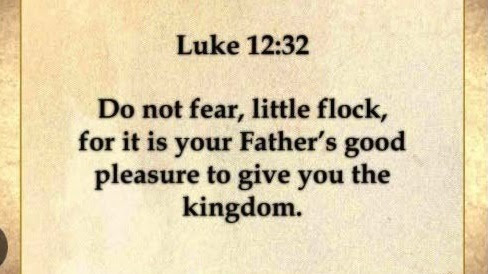 Luke 12:32
Do not fear, little flock,
for it is your Father's good
pleasure to give you the
kingdom.